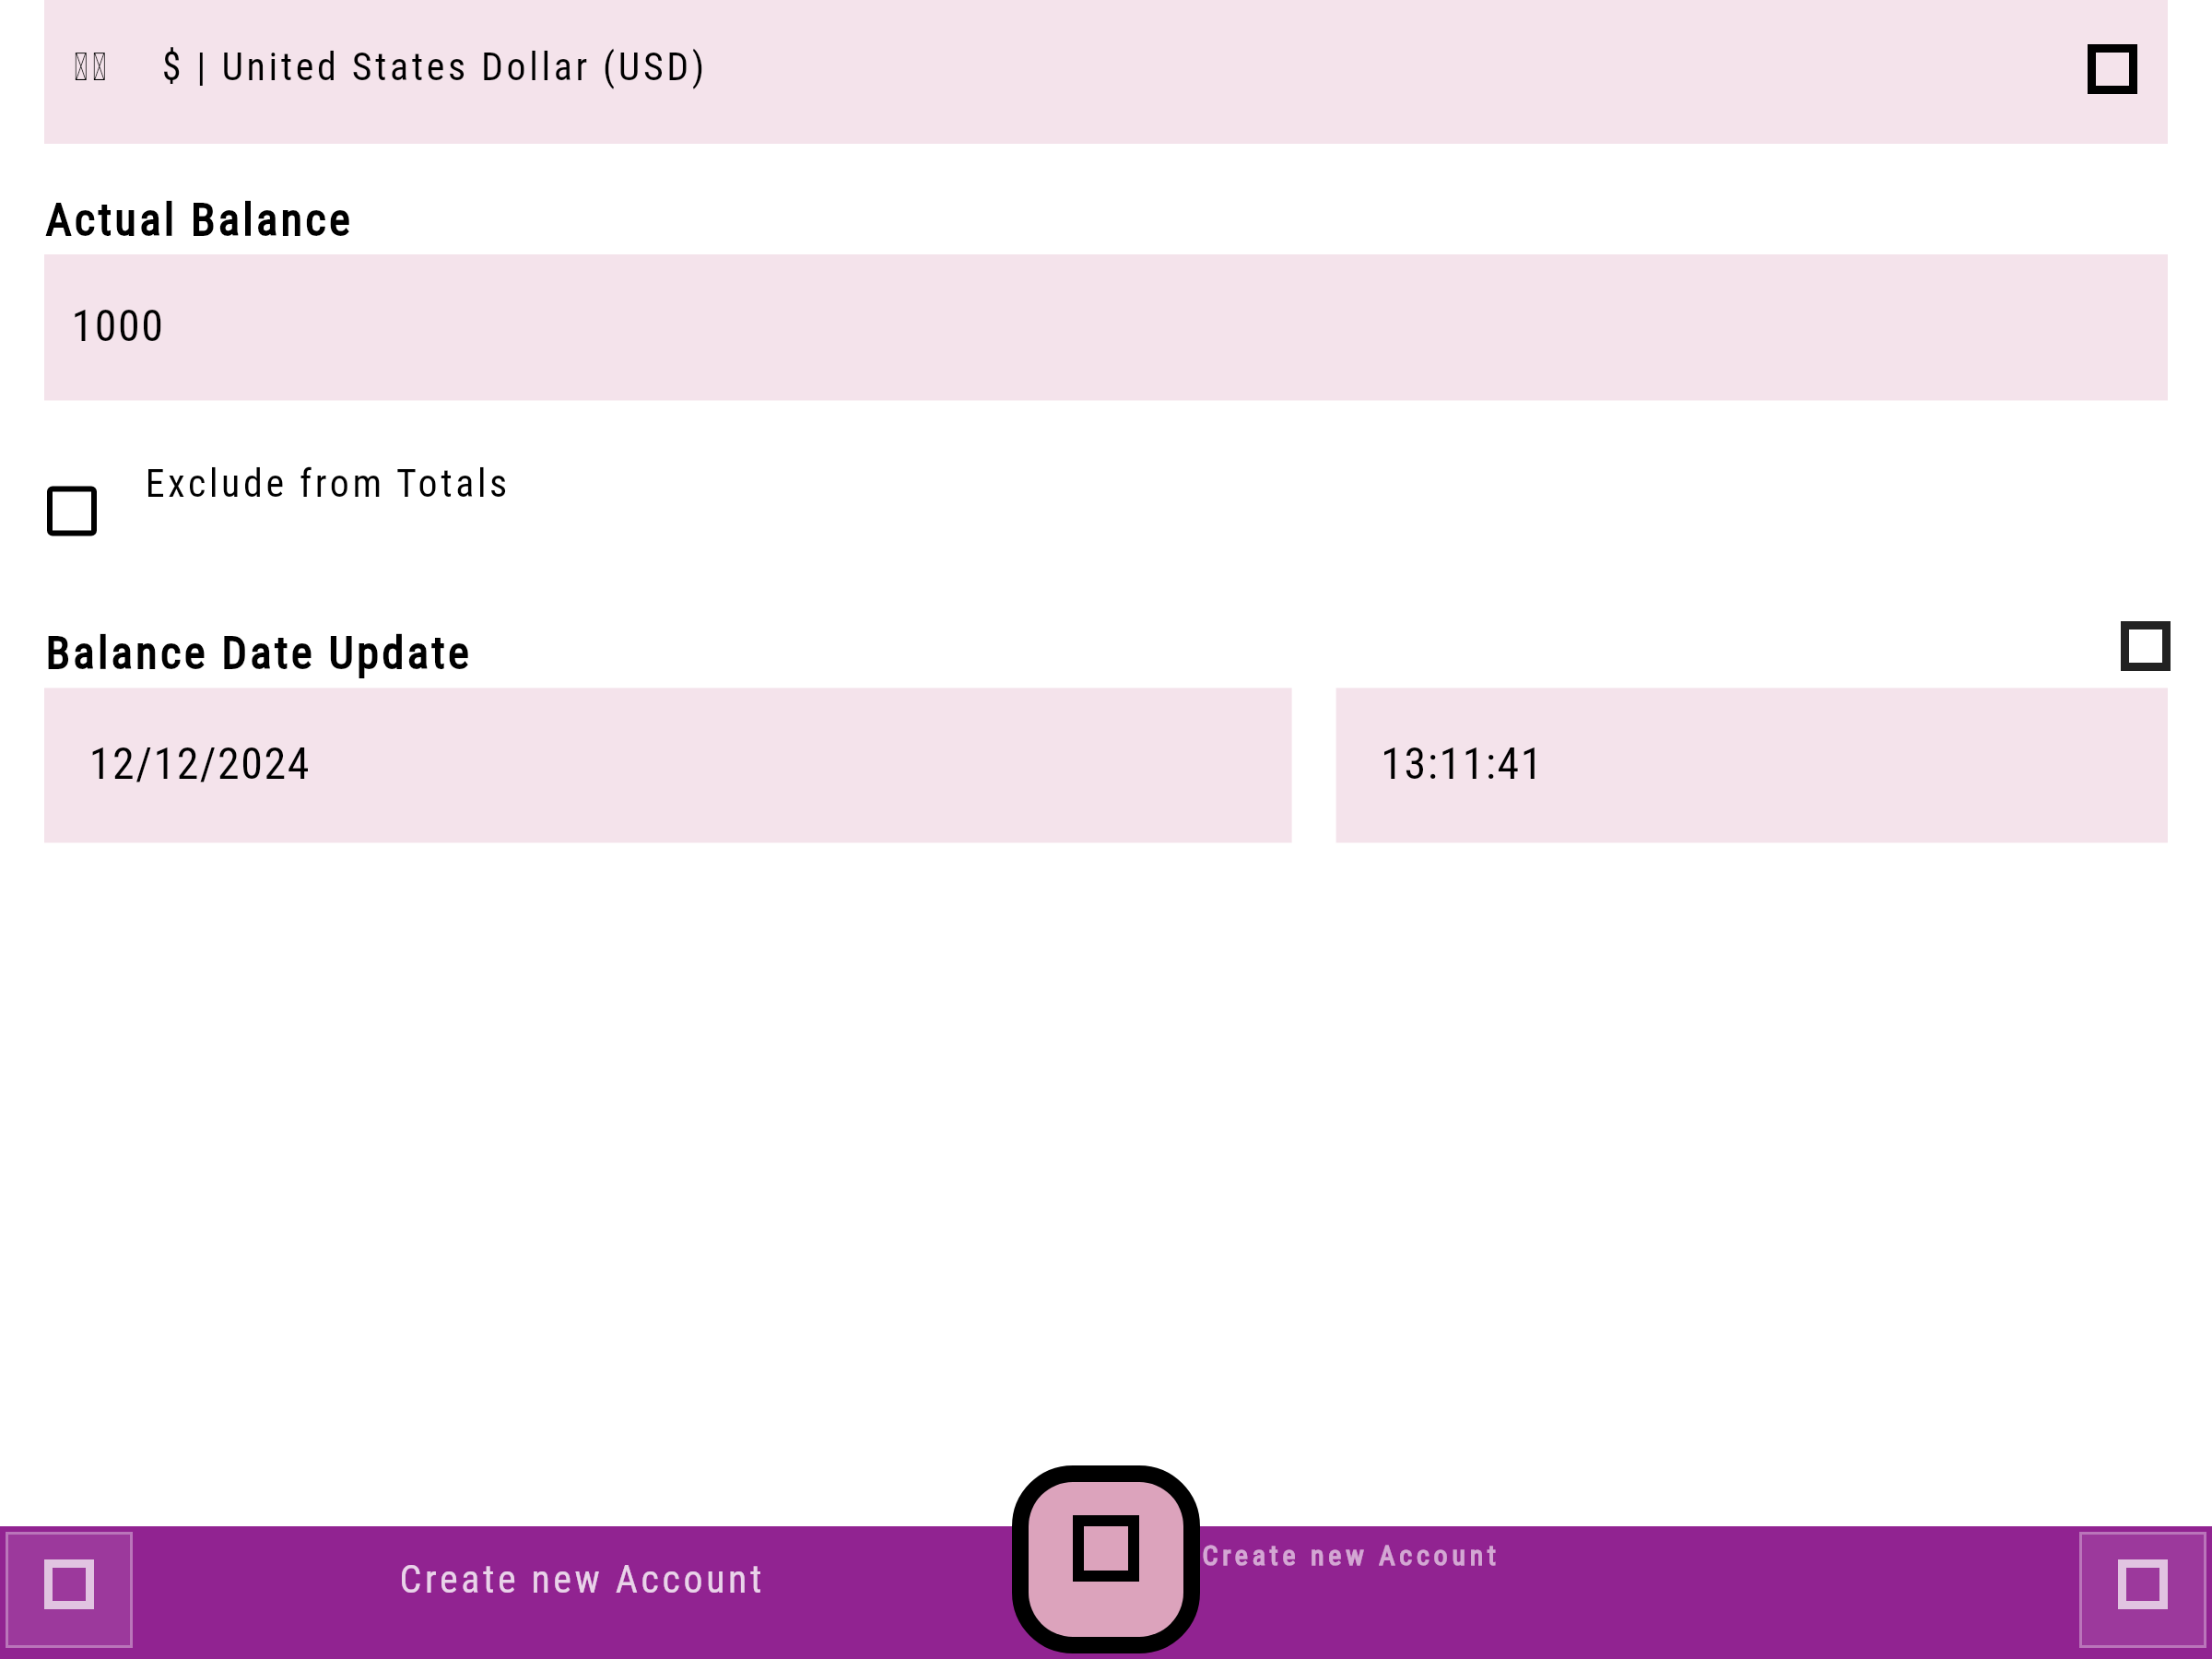 $ | United States Dollar (USD)
Actual Balance
1000
Exclude from Totals
Balance Date Update
12/12/2024
13:11:41
Create new Account
Create new Account